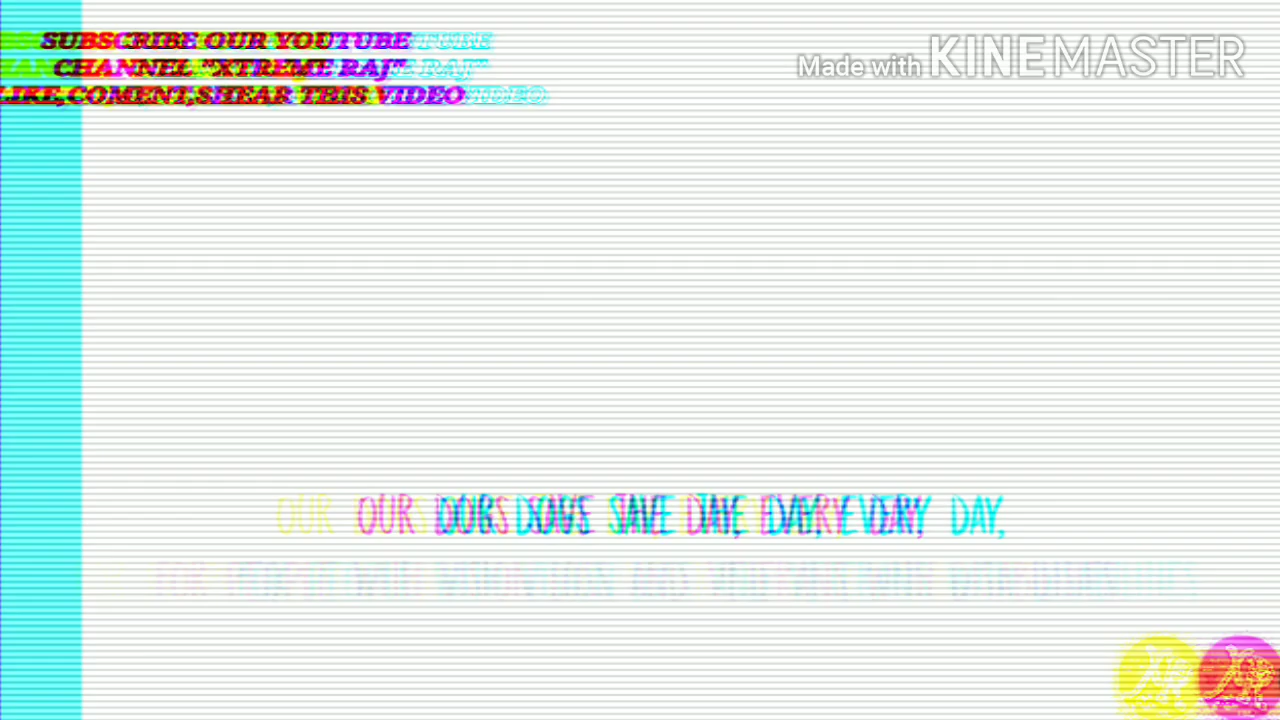 SUBSCRIBE OUR YOUTUBE
CHANNEL "XTREME RAJ"
LIKE,COMENT,SHEAR THIS VIDEO
Made with KINEMASTER
OUR DOGS SAVE THE DAY, EVERY DAY,